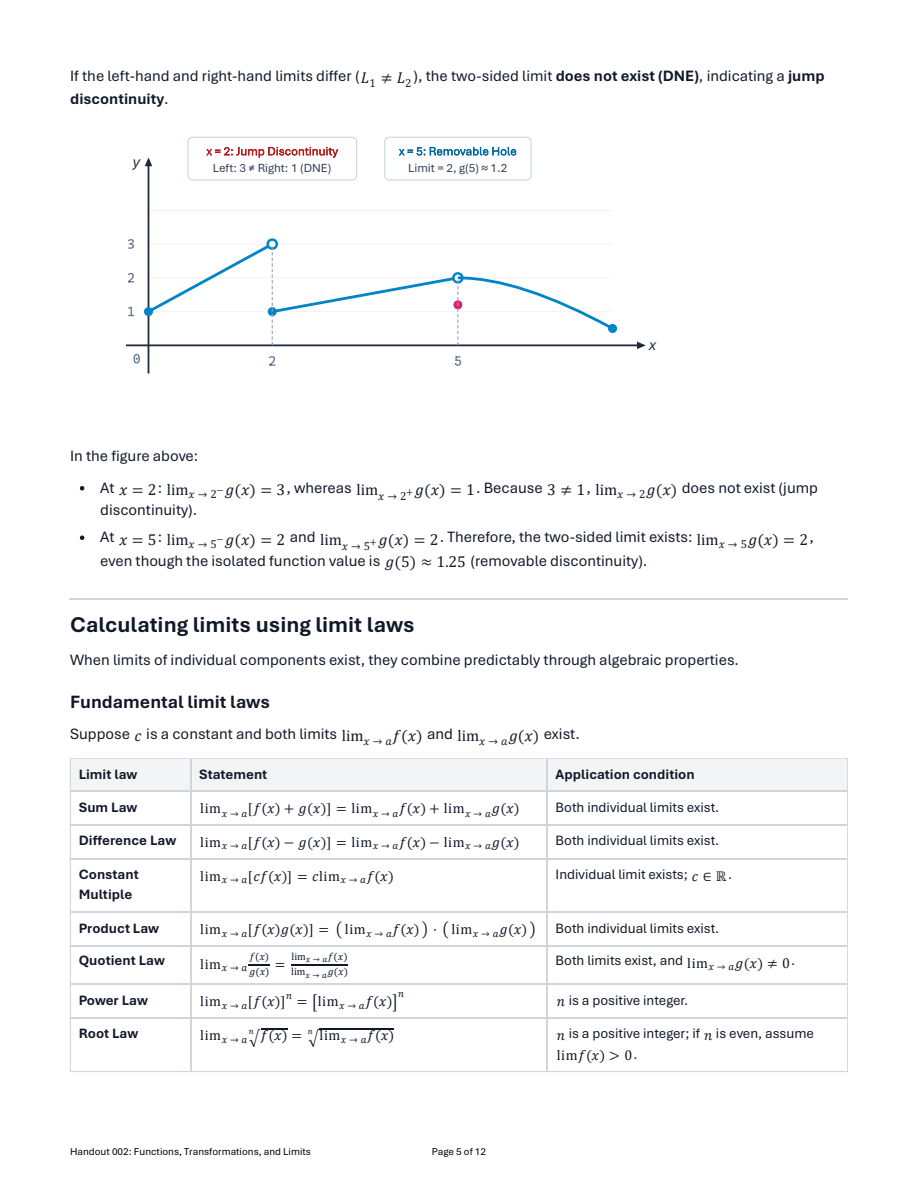 If the left-hand and right-hand limits differ (L₁ ≠ L₂), the two-sided limit does not exist (DNE), indicating a jump
discontinuity.
x = 2: Jump Discontinuity
Left: 3 ≠ Right: 1 (DNE)
x = 5: Removable Hole
Limit = 2, g(5) ≈ 1.2
y
3
2
1
0
2
5
x
In the figure above:
• At x = 2: lim_{x → 2⁻} g(x) = 3, whereas lim_{x → 2⁺} g(x) = 1. Because 3 ≠ 1, lim_{x → 2} g(x) does not exist (jump
discontinuity).
• At x = 5: lim_{x → 5⁻} g(x) = 2 and lim_{x → 5⁺} g(x) = 2. Therefore, the two-sided limit exists: lim_{x → 5} g(x) = 2,
even though the isolated function value is g(5) ≈ 1.25 (removable discontinuity).
Calculating limits using limit laws
When limits of individual components exist, they combine predictably through algebraic properties.
Fundamental limit laws
Suppose c is a constant and both limits lim_{x → a} f(x) and lim_{x → a} g(x) exist.
Limit law Statement Application condition
Sum Law lim_{x → a}[f(x) + g(x)] = lim_{x → a} f(x) + lim_{x → a} g(x) Both individual limits exist.
Difference Law lim_{x → a}[f(x) − g(x)] = lim_{x → a} f(x) − lim_{x → a} g(x) Both individual limits exist.
Constant
Multiple lim_{x → a}[cf(x)] = c lim_{x → a} f(x) Individual limit exists; c ∈ ℝ.
Product Law lim_{x → a}[f(x)g(x)] = (lim_{x → a} f(x)) · (lim_{x → a} g(x)) Both individual limits exist.
Quotient Law lim_{x → a} f(x)/g(x) = lim_{x → a} f(x)/lim_{x → a} g(x) Both limits exist, and lim_{x → a} g(x) ≠ 0.
Power Law lim_{x → a}[f(x)]ⁿ = [lim_{x → a} f(x)]ⁿ n is a positive integer.
Root Law lim_{x → a} ⁿ√f(x) = ⁿ√lim_{x → a} f(x) n is a positive integer; if n is even, assume
lim f(x) > 0.
Handout 002: Functions, Transformations, and Limits Page 5 of 12